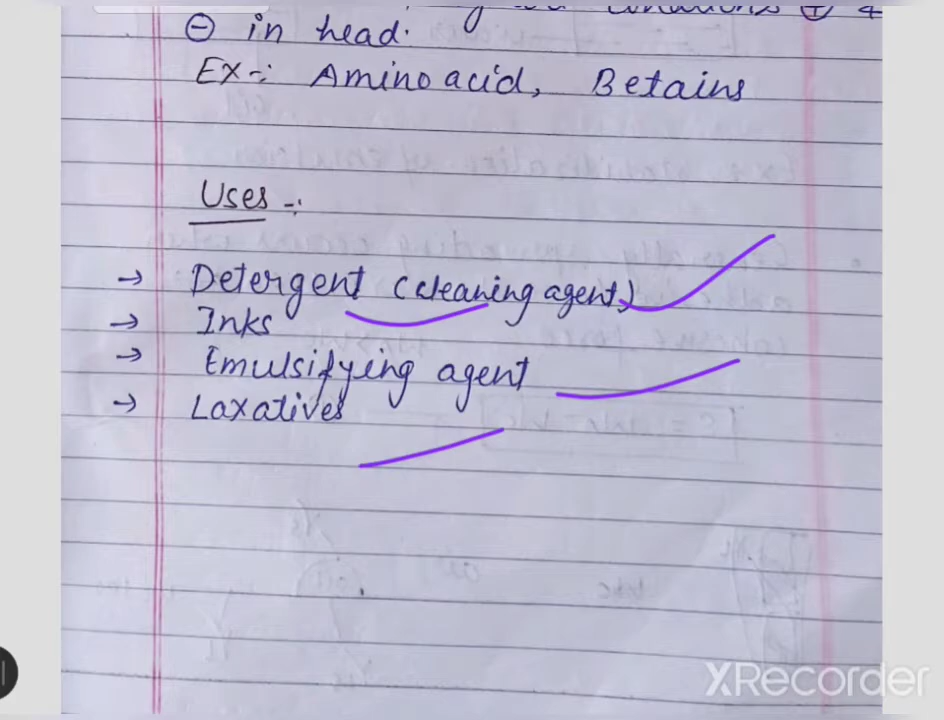 ⊖ in head.
Ex-: Amino acid, Betains
Uses -:
→ Detergent (cleaning agent)
→ Inks
→ Emulsifying agent
→ Laxatives
XRecorder